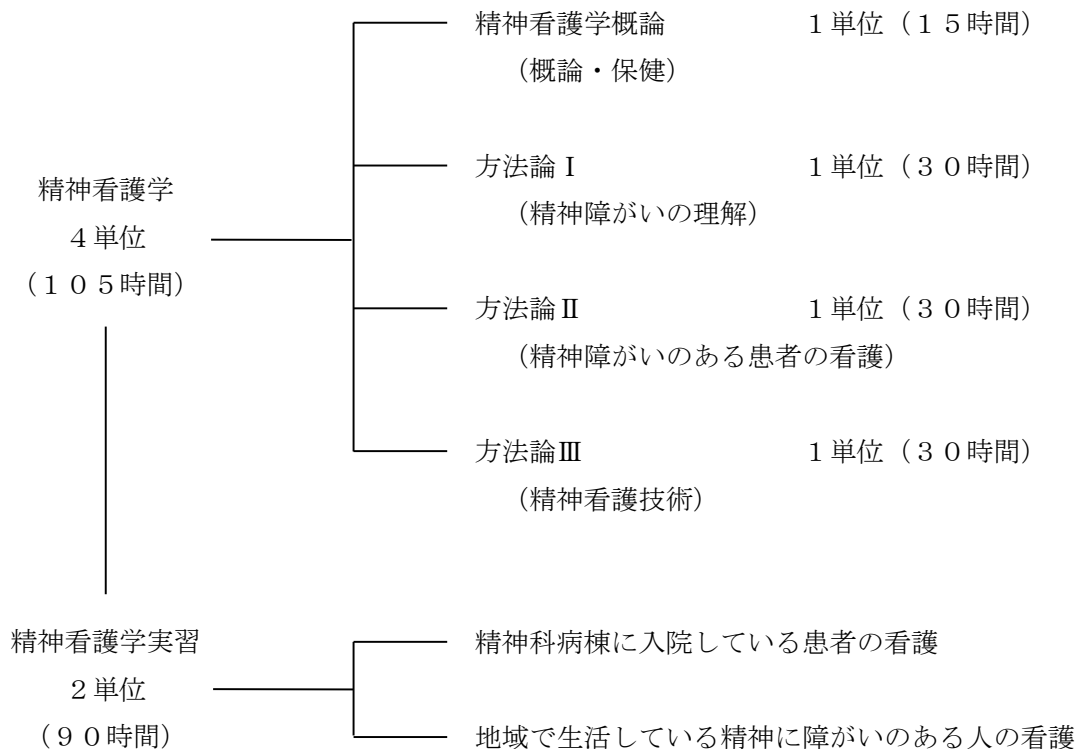 精神看護学概論 1単位(15時間)
(概論・保健)
方法論Ⅰ 1単位(30時間)
(精神障がいの理解)
精神看護学
4単位
(105時間)
方法論Ⅱ 1単位(30時間)
(精神障がいのある患者の看護)
方法論Ⅲ 1単位(30時間)
(精神看護技術)
精神看護学実習
2単位
(90時間)
精神科病棟に入院している患者の看護
地域で生活している精神に障がいのある人の看護